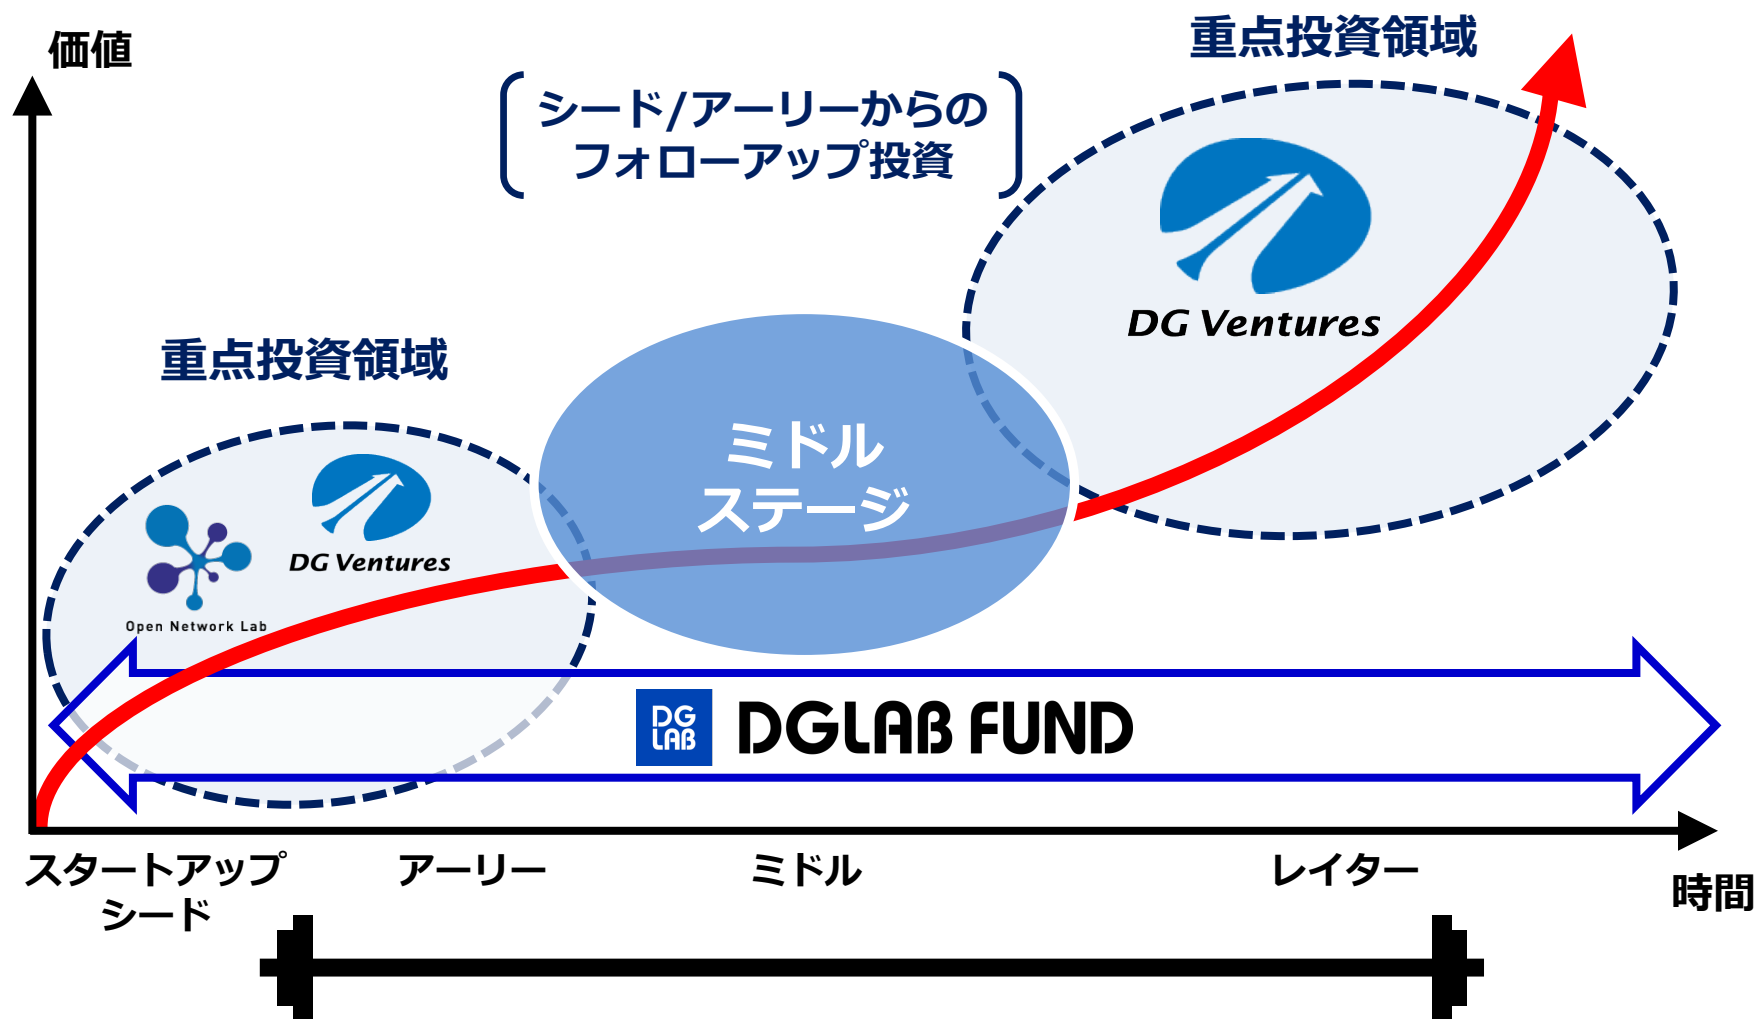 価値
重点投資領域
シード/アーリーからの
フォローアップ投資
DG Ventures
重点投資領域
ミドル
ステージ
DG Ventures
Open Network Lab
DG
LAB
DGLAB FUND
スタートアップ
シード
アーリー
ミドル
レイター
時間